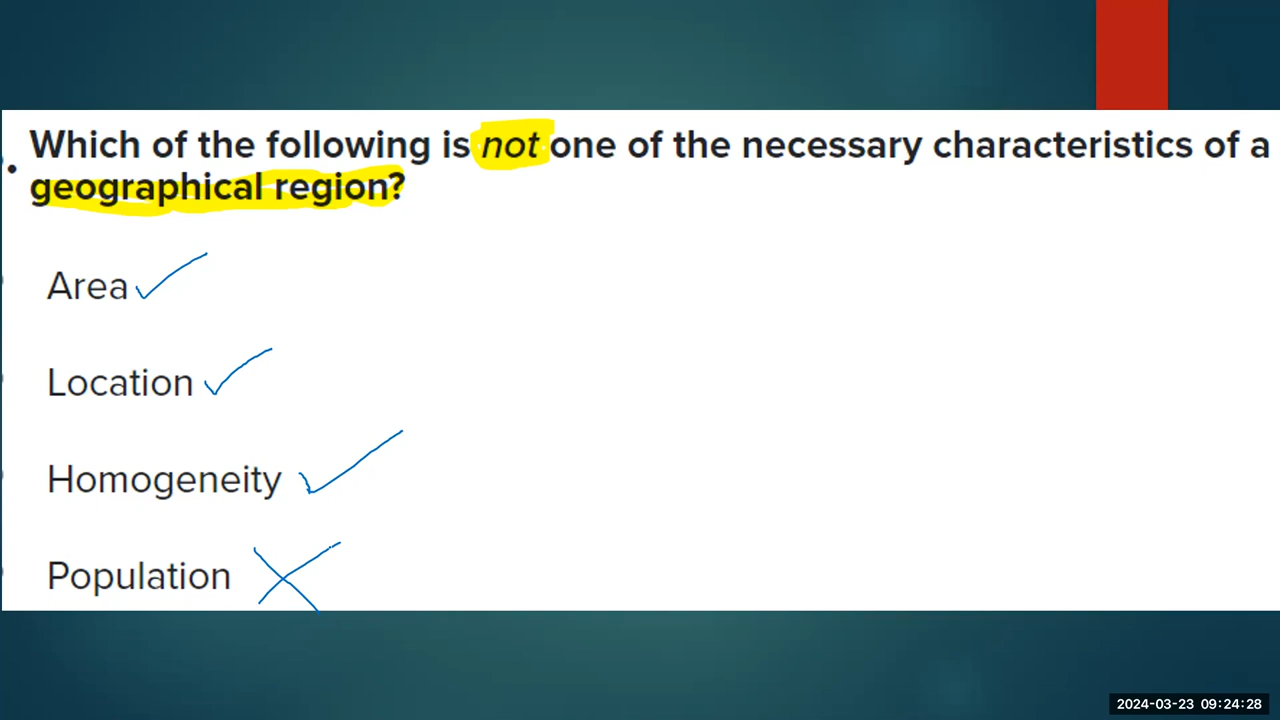 Which of the following is not one of the necessary characteristics of a
geographical region?
Area
Location
Homogeneity
Population
2024-03-23 09:24:28